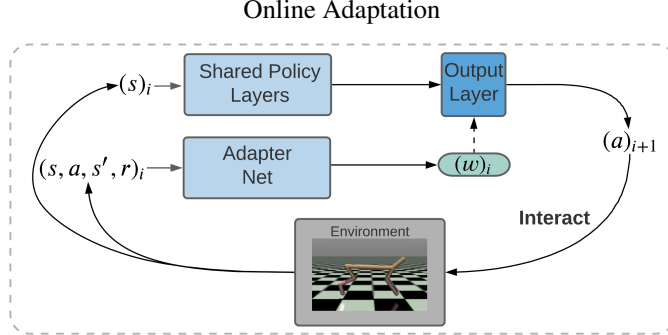 Online Adaptation
(s)ᵢ
Shared Policy
Layers
Output
Layer
(a)ᵢ₊₁
(s, a, s′, r)ᵢ
Adapter
Net
(w)ᵢ
Interact
Environment